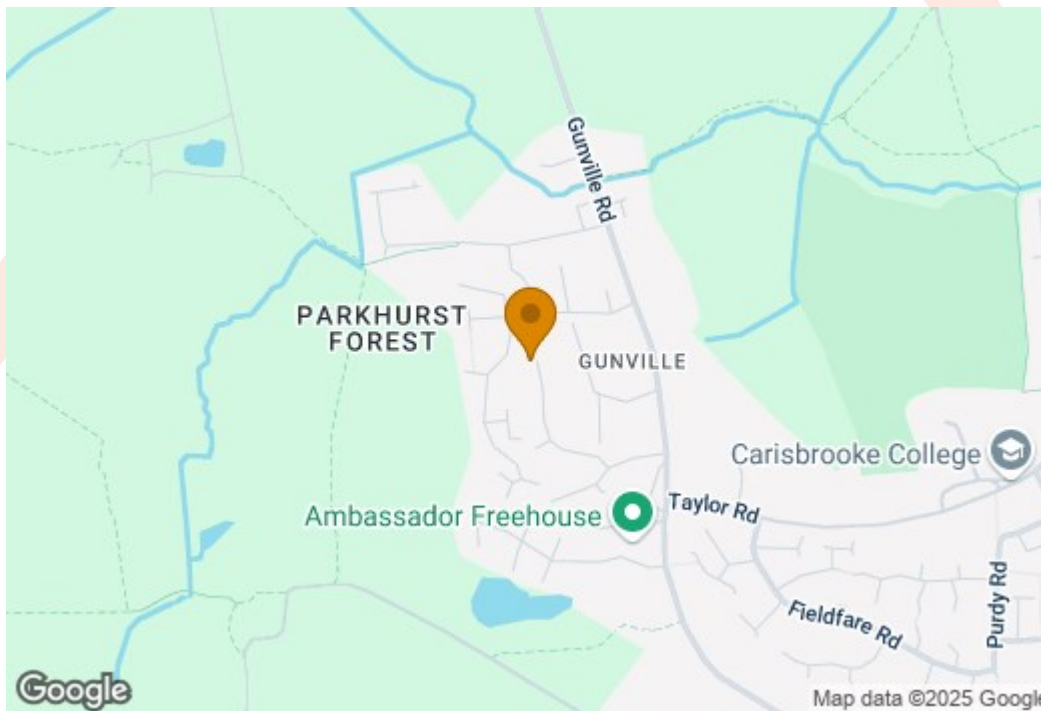 Gunville Rd
PARKHURST
FOREST
GUNVILLE
Carisbrooke College
Ambassador Freehouse
Taylor Rd
Fieldfare Rd
Purdy Rd
Google
Map data ©2025 Google